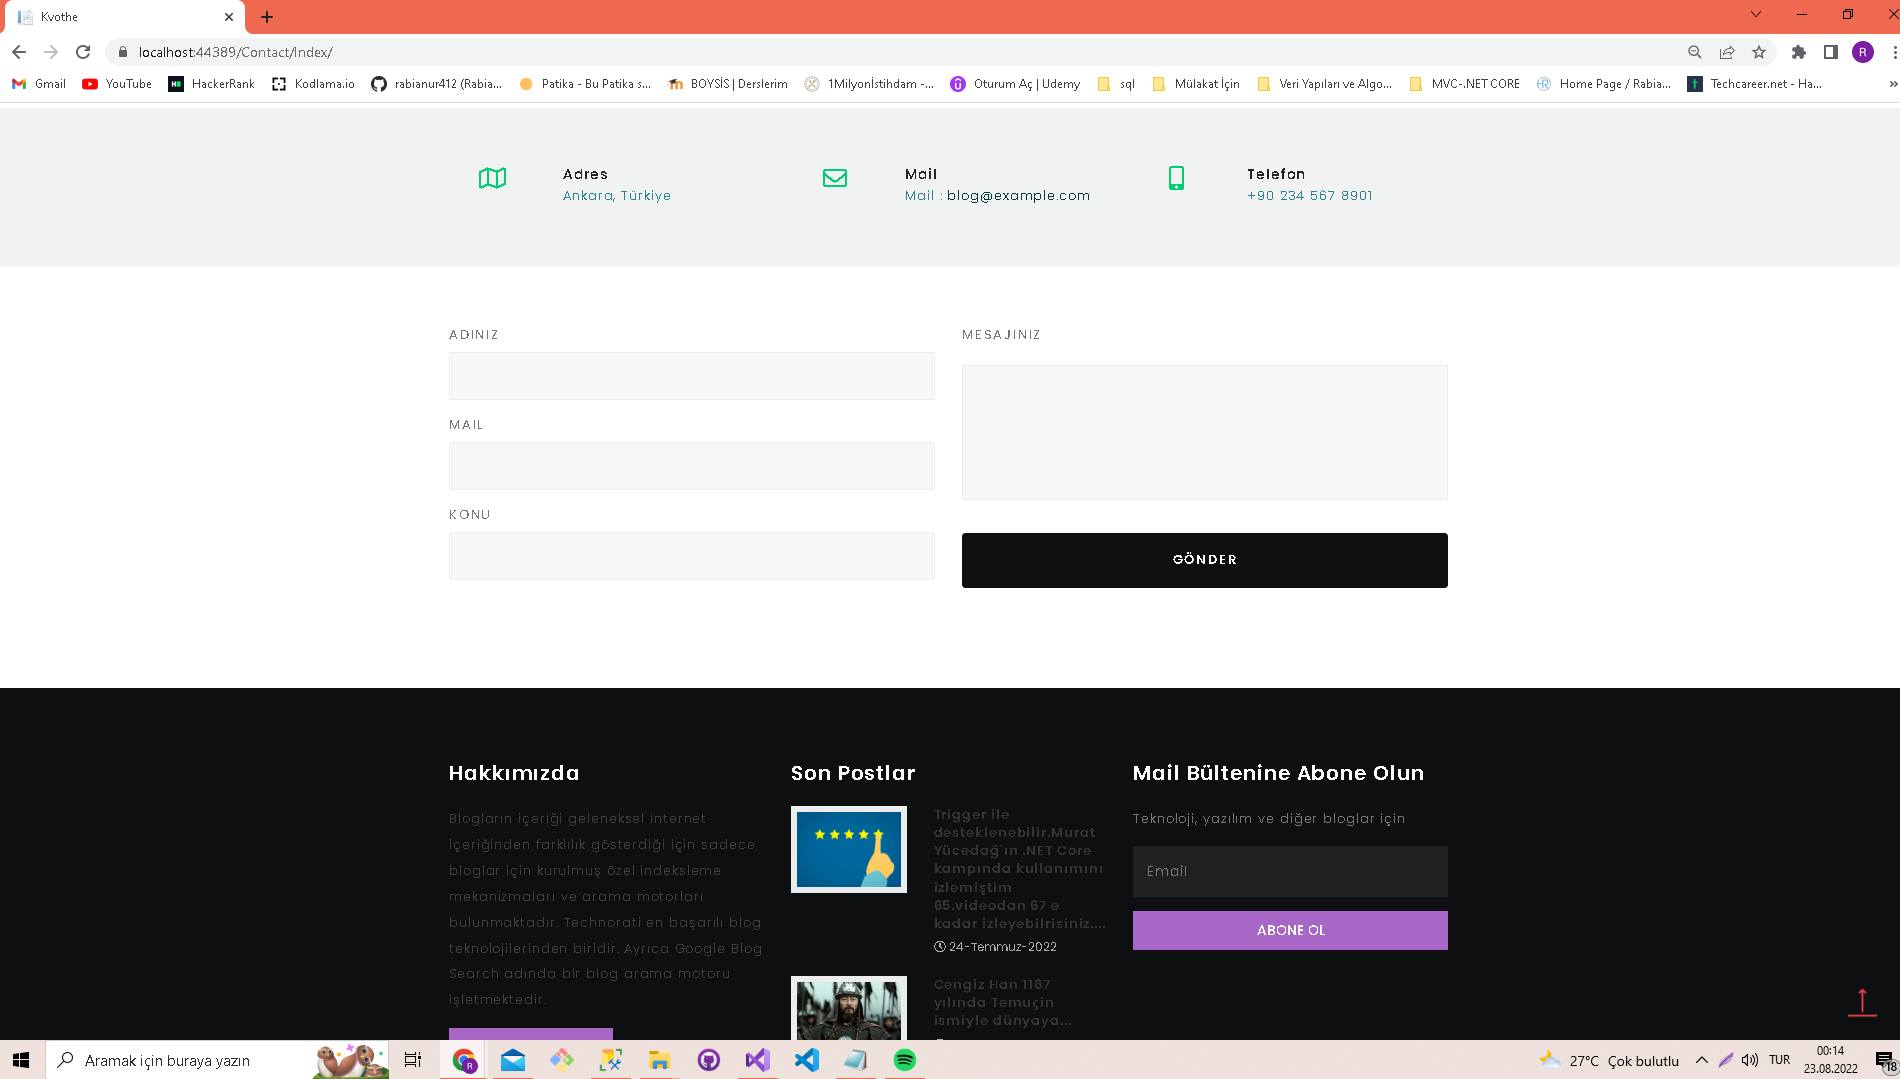 Kvothe
localhost:44389/Contact/Index/
R
Gmail
YouTube
HackerRank
Kodlama.io
rabianur412 (Rabia...
Patika - Bu Patika s...
BOYSİS | Derslerim
1Milyonİstihdam -...
Oturum Aç | Udemy
sql
Mülakat İçin
Veri Yapıları ve Algo...
MVC-.NET CORE
Home Page / Rabia...
Techcareer.net - Ha...
»
Adres
Ankara, Türkiye
Mail
Mail : blog@example.com
Telefon
+90 234 567 8901
ADINIZ
MAIL
KONU
MESAJINIZ
GÖNDER
Hakkımızda
Blogların içeriği geleneksel internet
içeriğinden farklılık gösterdiği için sadece
bloglar için kurulmuş özel indeksleme
mekanizmaları ve arama motorları
bulunmaktadır. Technorati en başarılı blog
teknolojilerinden biridir. Ayrıca Google Blog
Search adında bir blog arama motoru
işletmektedir.
Son Postlar
Trigger ile
desteklenebilir.Murat
Yücedağ'ın .NET Core
kampında kullanımını
izlemiştim
65.videodan 67 e
kadar izleyebilrisiniz....
24-Temmuz-2022
Cengiz Han 1167
yılında Temuçin
ismiyle dünyaya...
Mail Bültenine Abone Olun
Teknoloji, yazılım ve diğer bloglar için
Email
ABONE OL
Aramak için buraya yazın
R
27°C Çok bulutlu
TUR
00:14
23.08.2022
18